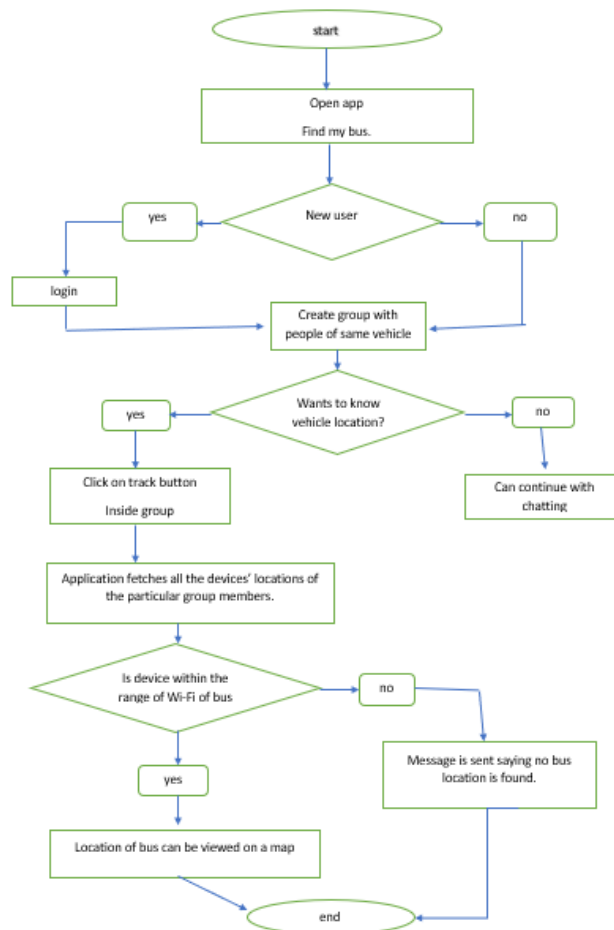 start
Open app
Find my bus.
New user
yes
no
login
Create group with
people of same vehicle
Wants to know
vehicle location?
yes
no
Click on track button
Inside group
Can continue with
chatting
Application fetches all the devices' locations of
the particular group members.
Is device within the
range of Wi-Fi of bus
no
yes
Message is sent saying no bus
location is found.
Location of bus can be viewed on a map
end